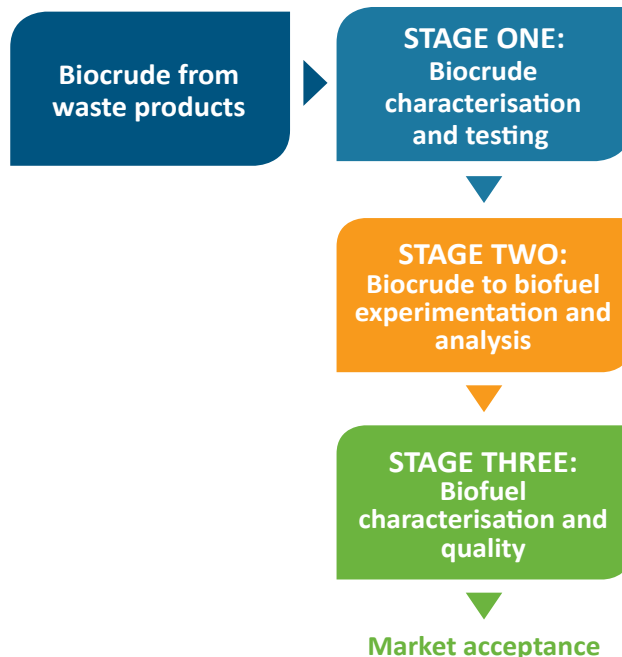 Biocrude from
waste products
STAGE ONE:
Biocrude
characterisation
and testing
STAGE TWO:
Biocrude to biofuel
experimentation and
analysis
STAGE THREE:
Biofuel
characterisation and
quality
Market acceptance